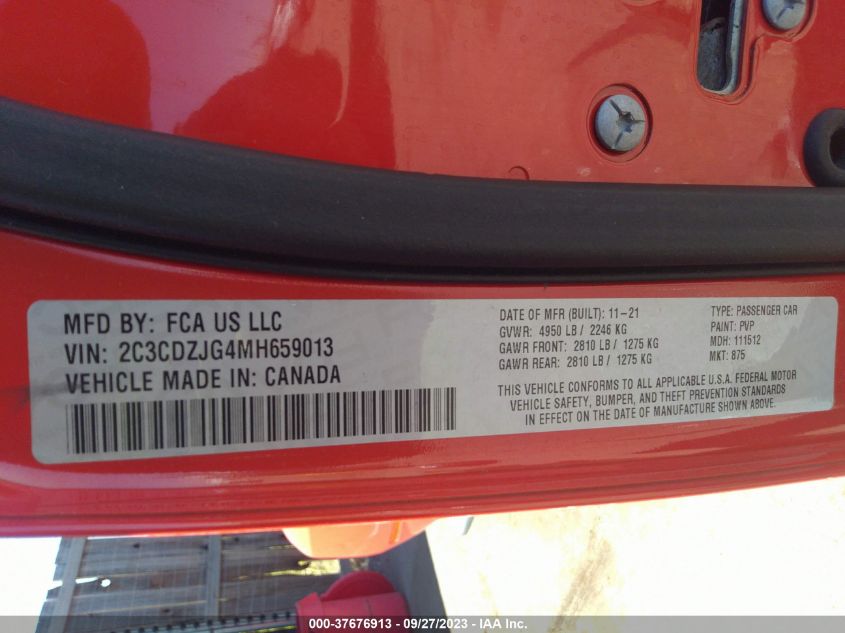 MFD BY: FCA US LLC
VIN: 2C3CDZJG4MH659013
VEHICLE MADE IN: CANADA
DATE OF MFR (BUILT): 11-21
GVWR: 4950 LB / 2246 KG
GAWR FRONT: 2810 LB / 1275 KG
GAWR REAR: 2810 LB / 1275 KG
TYPE: PASSENGER CAR
PAINT: PVP
MDH: 111512
MKT: 875
THIS VEHICLE CONFORMS TO ALL APPLICABLE U.S.A. FEDERAL MOTOR
VEHICLE SAFETY, BUMPER, AND THEFT PREVENTION STANDARDS
IN EFFECT ON THE DATE OF MANUFACTURE SHOWN ABOVE.
000-37676913 - 09/27/2023 - IAA Inc.